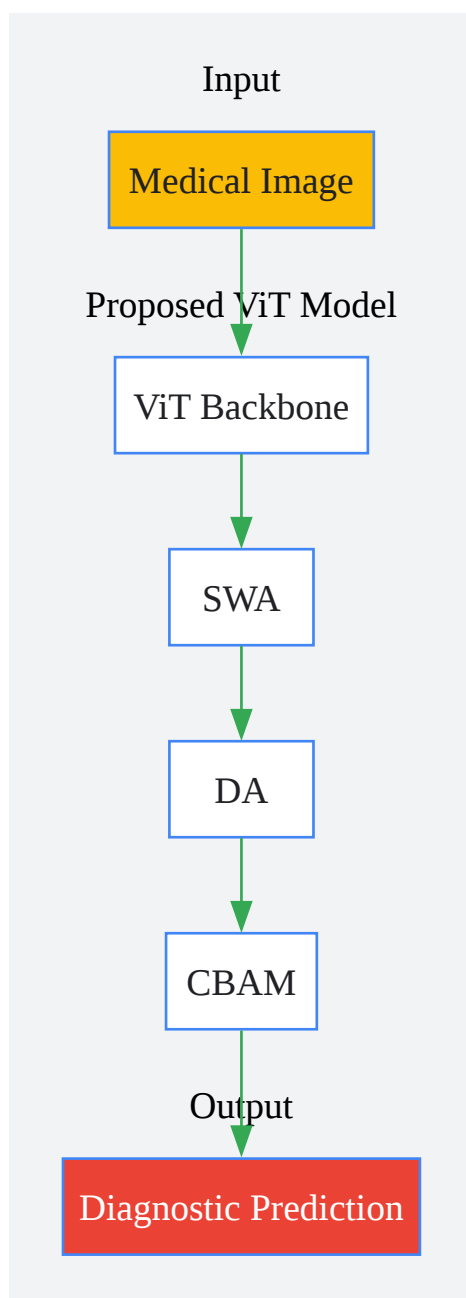 Input
Medical Image
Proposed ViT Model
ViT Backbone
SWA
DA
CBAM
Output
Diagnostic Prediction